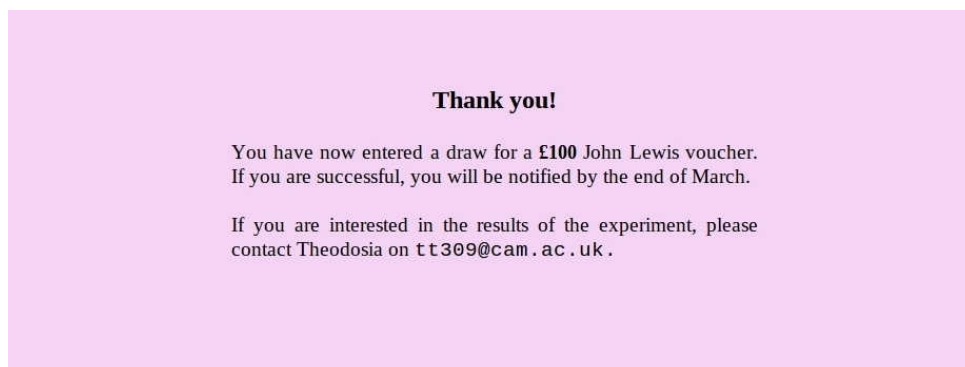 Thank you!
You have now entered a draw for a £100 John Lewis voucher.
If you are successful, you will be notified by the end of March.
If you are interested in the results of the experiment, please
contact Theodosia on tt309@cam.ac.uk.